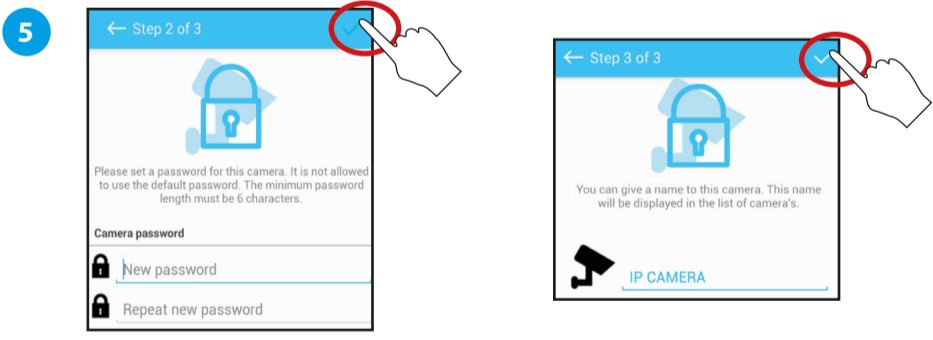 5
Step 2 of 3
Please set a password for this camera. It is not allowed
to use the default password. The minimum password
length must be 6 characters.
Camera password
New password
Repeat new password
Step 3 of 3
You can give a name to this camera. This name
will be displayed in the list of camera's.
IP CAMERA